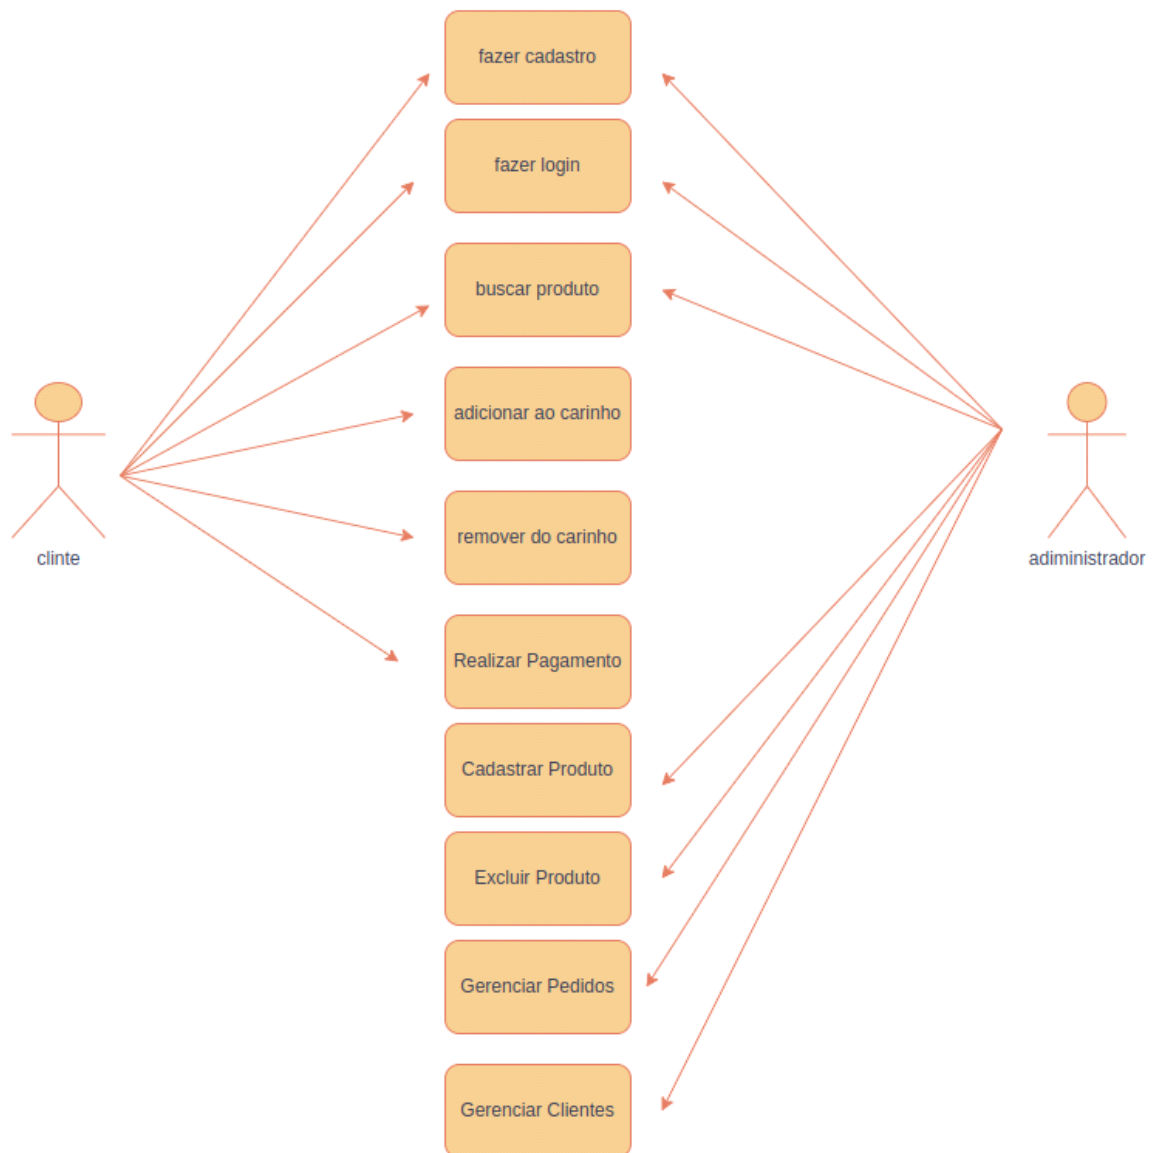 fazer cadastro
fazer login
buscar produto
adicionar ao carinho
remover do carinho
clinte
adiministrador
Realizar Pagamento
Cadastrar Produto
Excluir Produto
Gerenciar Pedidos
Gerenciar Clientes